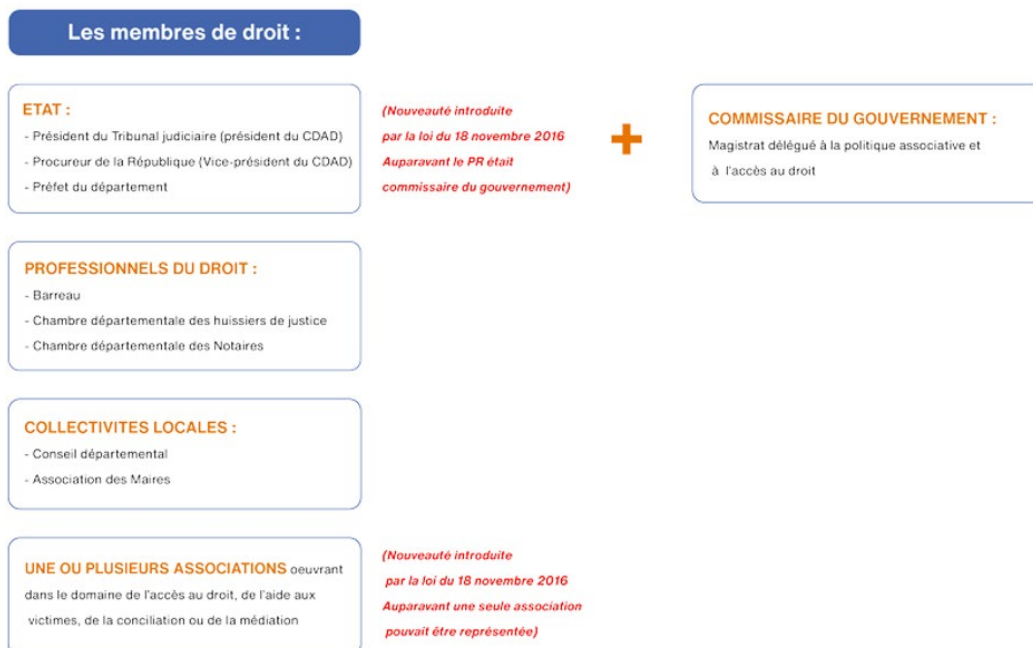 Les membres de droit :
ETAT :
- Président du Tribunal judiciaire (président du CDAD)
- Procureur de la République (Vice-président du CDAD)
- Préfet du département
(Nouveauté introduite
par la loi du 18 novembre 2016
Auparavant le PR était
commissaire du gouvernement)
+
COMMISSAIRE DU GOUVERNEMENT :
Magistrat délégué à la politique associative et
à l'accès au droit
PROFESSIONNELS DU DROIT :
- Barreau
- Chambre départementale des huissiers de justice
- Chambre départementale des Notaires
COLLECTIVITES LOCALES :
- Conseil départemental
- Association des Maires
UNE OU PLUSIEURS ASSOCIATIONS oeuvrant
dans le domaine de l'accès au droit, de l'aide aux
victimes, de la conciliation ou de la médiation
(Nouveauté introduite
par la loi du 18 novembre 2016
Auparavant une seule association
pouvait être représentée)